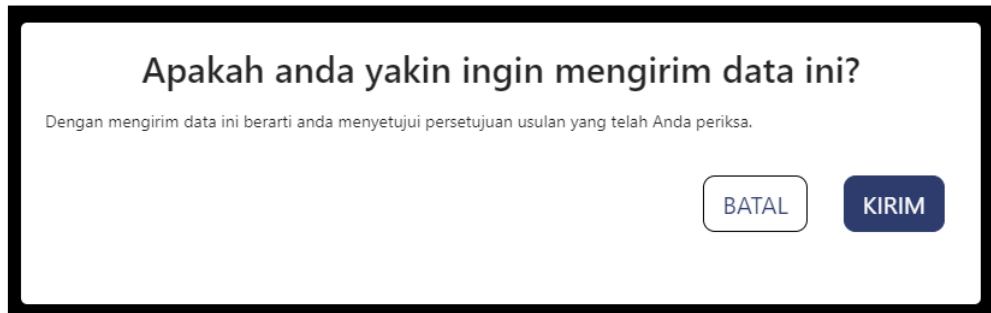 Apakah anda yakin ingin mengirim data ini?
Dengan mengirim data ini berarti anda menyetujui persetujuan usulan yang telah Anda periksa.
BATAL
KIRIM